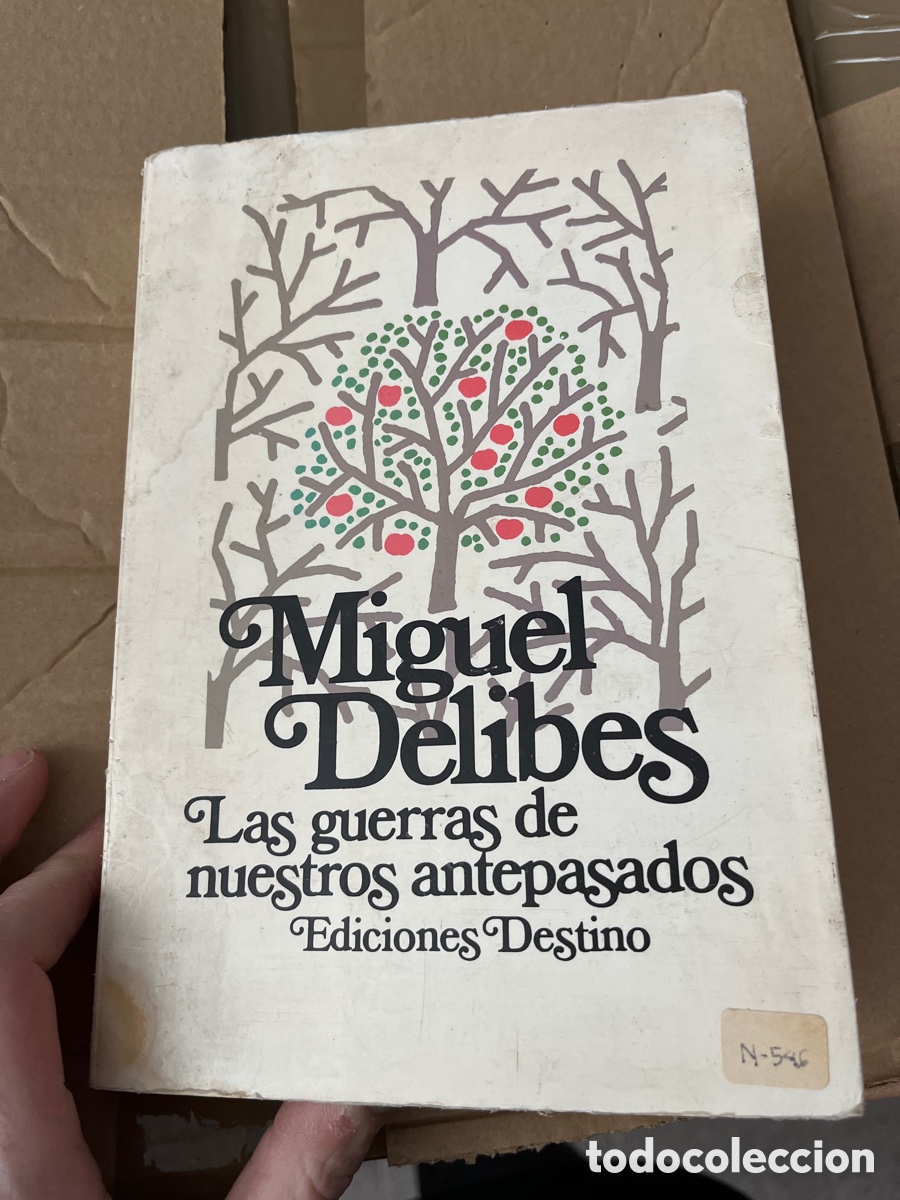 Miguel
Delibes
Las guerras de
nuestros antepasados
Ediciones Destino
N-546
todocoleccion